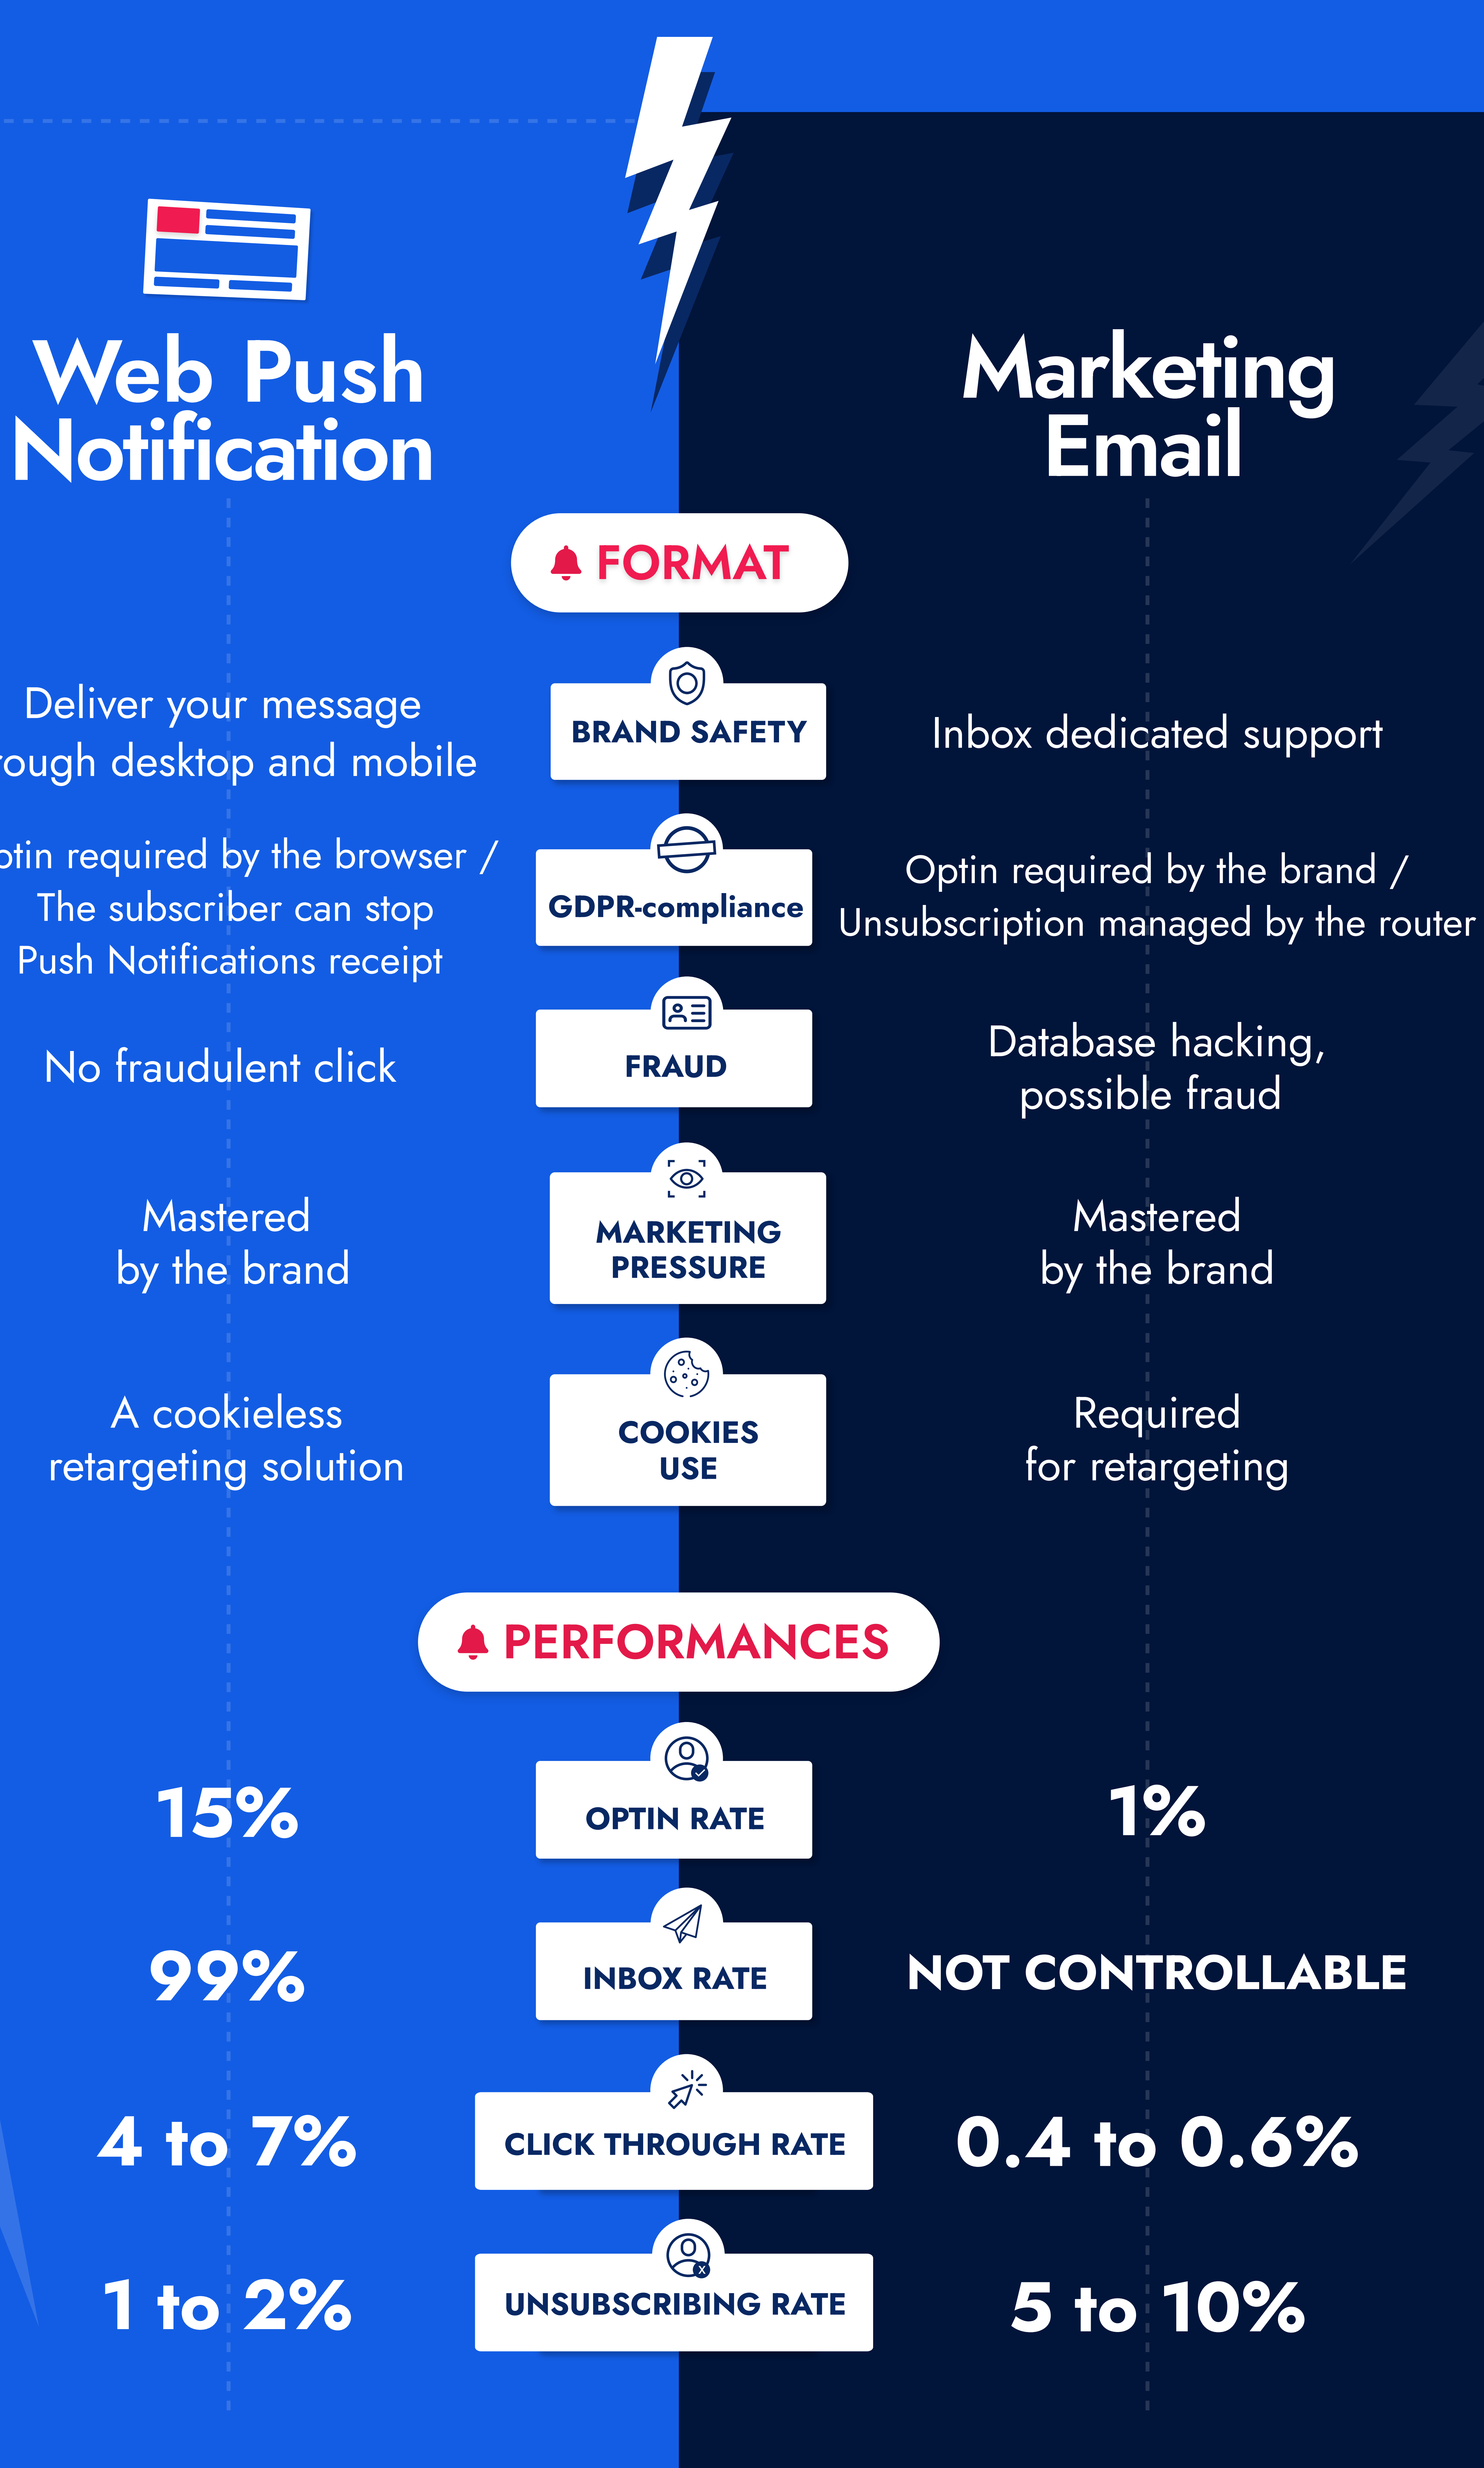 Web Push
Notification
Marketing
Email
FORMAT
Deliver your message
rough desktop and mobile
BRAND SAFETY
Inbox dedicated support
ptin required by the browser /
The subscriber can stop
Push Notifications receipt
GDPR-compliance
Optin required by the brand /
Unsubscription managed by the router
No fraudulent click
FRAUD
Database hacking,
possible fraud
Mastered
by the brand
MARKETING
PRESSURE
Mastered
by the brand
A cookieless
retargeting solution
COOKIES
USE
Required
for retargeting
PERFORMANCES
15%
OPTIN RATE
1%
99%
INBOX RATE
NOT CONTROLLABLE
4 to 7%
CLICK THROUGH RATE
0.4 to 0.6%
1 to 2%
UNSUBSCRIBING RATE
5 to 10%